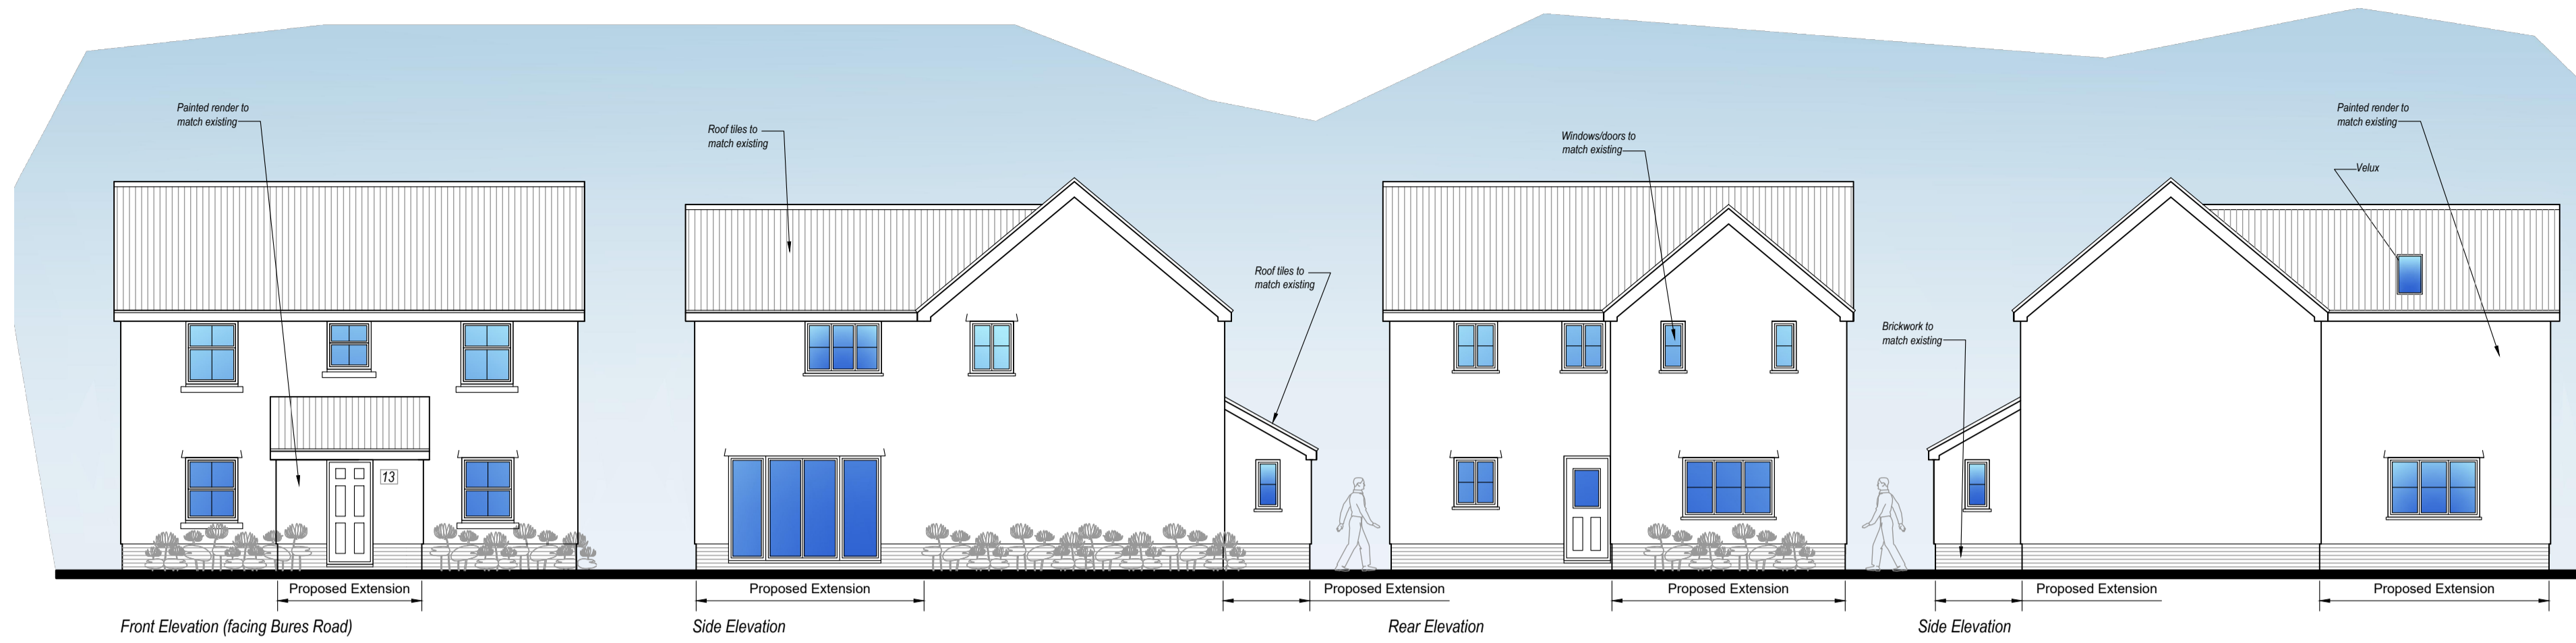 Painted render to
match existing
Roof tiles to
match existing
Roof tiles to
match existing
Windows/doors to
match existing
Brickwork to
match existing
Painted render to
match existing
Velux
13
Proposed Extension
Proposed Extension
Proposed Extension
Proposed Extension
Proposed Extension
Proposed Extension
Front Elevation (facing Bures Road)
Side Elevation
Rear Elevation
Side Elevation